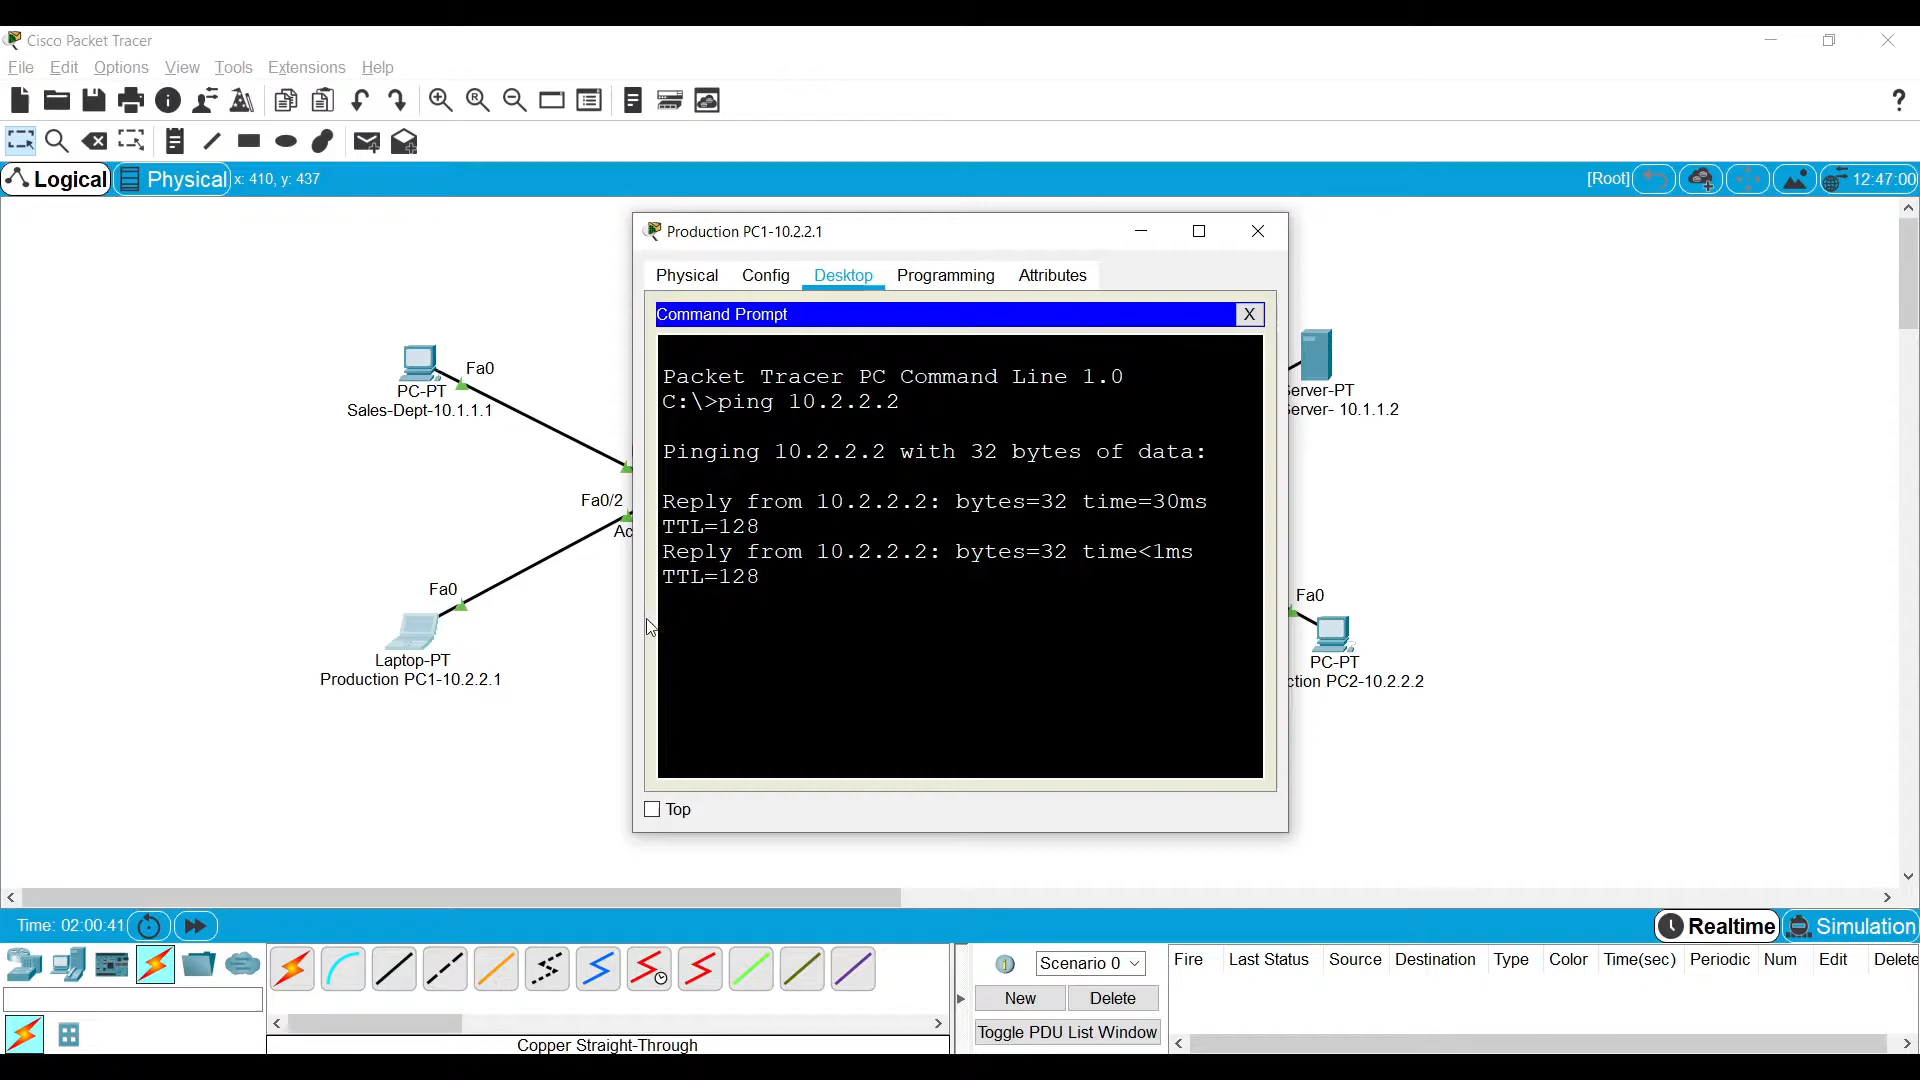 Cisco Packet Tracer
File Edit Options View Tools Extensions Help
?
Logical Physical x: 410, y: 437 [Root] 12:47:00
Production PC1-10.2.2.1
Physical Config Desktop Programming Attributes
Command Prompt X
Packet Tracer PC Command Line 1.0
C:\>ping 10.2.2.2
Pinging 10.2.2.2 with 32 bytes of data:
Reply from 10.2.2.2: bytes=32 time=30ms
TTL=128
Reply from 10.2.2.2: bytes=32 time<1ms
TTL=128
Top
Fa0
PC-PT
Sales-Dept-10.1.1.1
Fa0/2
Ac
Fa0
Laptop-PT
Production PC1-10.2.2.1
erver-PT
erver- 10.1.1.2
Fa0
PC-PT
ction PC2-10.2.2.2
Time: 02:00:41 Realtime Simulation
Scenario 0
New Delete
Toggle PDU List Window
Fire Last Status Source Destination Type Color Time(sec) Periodic Num Edit Delete
Copper Straight-Through